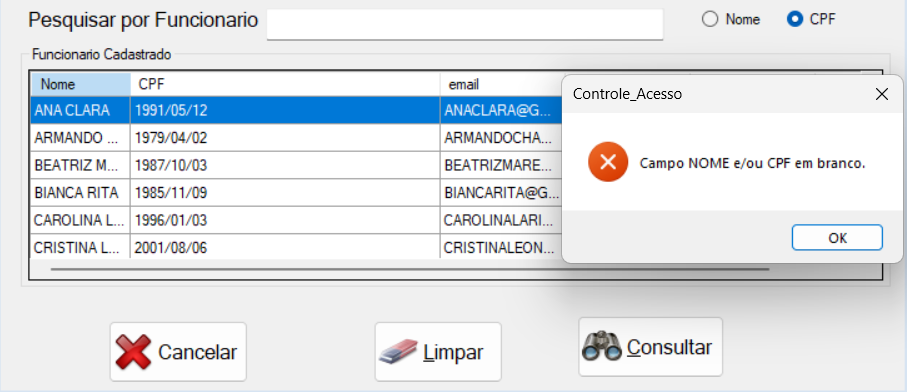 Pesquisar por Funcionario
Nome
CPF
Funcionario Cadastrado
Nome CPF email
ANA CLARA 1991/05/12 ANACLARA@G...
ARMANDO ... 1979/04/02 ARMANDOCHA...
BEATRIZ M... 1987/10/03 BEATRIZMARE...
BIANCA RITA 1985/11/09 BIANCARITA@G...
CAROLINA L... 1996/01/03 CAROLINALARI...
CRISTINA L... 2001/08/06 CRISTINALEON...
Controle_Acesso
Campo NOME e/ou CPF em branco.
OK
Cancelar
Limpar
Consultar